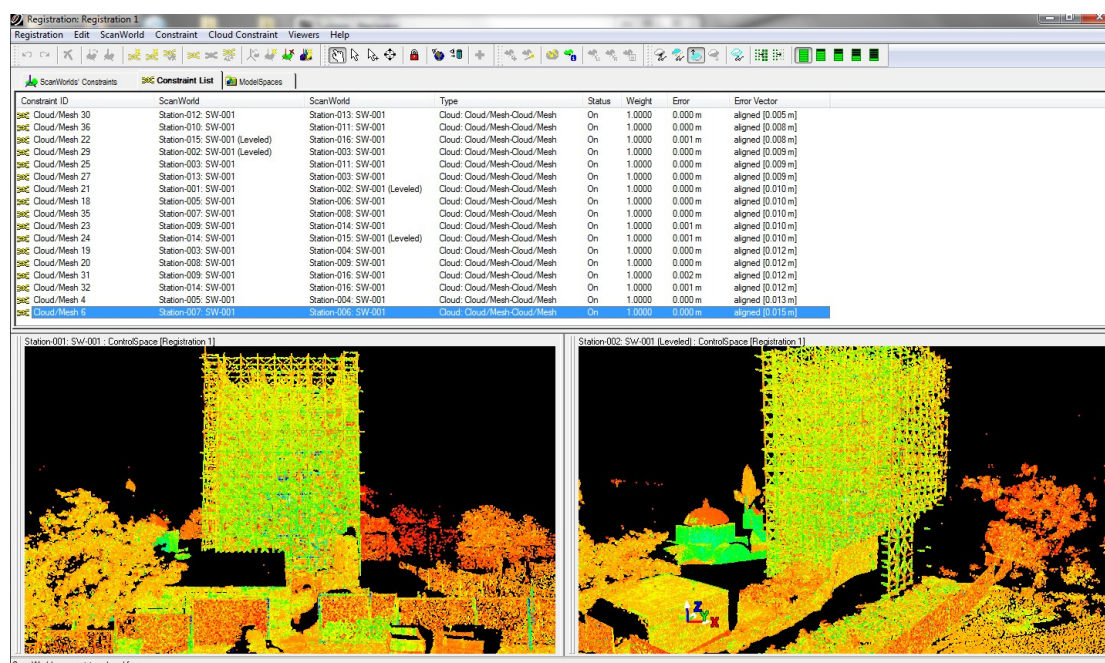 Registration: Registration 1
Registration Edit ScanWorld Constraint Cloud Constraint Viewers Help
ScanWorlds' Constraints Constraint List ModelSpaces
Constraint ID ScanWorld ScanWorld Type Status Weight Error Error Vector
Cloud/Mesh 30 Station-012: SW-001 Station-013: SW-001 Cloud: Cloud/Mesh-Cloud/Mesh On 1.0000 0.000 m aligned [0.005 m]
Cloud/Mesh 36 Station-010: SW-001 Station-011: SW-001 Cloud: Cloud/Mesh-Cloud/Mesh On 1.0000 0.000 m aligned [0.008 m]
Cloud/Mesh 22 Station-015: SW-001 (Leveled) Station-016: SW-001 Cloud: Cloud/Mesh-Cloud/Mesh On 1.0000 0.001 m aligned [0.008 m]
Cloud/Mesh 29 Station-002: SW-001 (Leveled) Station-003: SW-001 Cloud: Cloud/Mesh-Cloud/Mesh On 1.0000 0.000 m aligned [0.009 m]
Cloud/Mesh 25 Station-003: SW-001 Station-011: SW-001 Cloud: Cloud/Mesh-Cloud/Mesh On 1.0000 0.000 m aligned [0.009 m]
Cloud/Mesh 27 Station-013: SW-001 Station-003: SW-001 Cloud: Cloud/Mesh-Cloud/Mesh On 1.0000 0.000 m aligned [0.009 m]
Cloud/Mesh 21 Station-001: SW-001 Station-002: SW-001 (Leveled) Cloud: Cloud/Mesh-Cloud/Mesh On 1.0000 0.000 m aligned [0.010 m]
Cloud/Mesh 18 Station-005: SW-001 Station-006: SW-001 Cloud: Cloud/Mesh-Cloud/Mesh On 1.0000 0.000 m aligned [0.010 m]
Cloud/Mesh 35 Station-007: SW-001 Station-008: SW-001 Cloud: Cloud/Mesh-Cloud/Mesh On 1.0000 0.000 m aligned [0.010 m]
Cloud/Mesh 23 Station-009: SW-001 Station-014: SW-001 Cloud: Cloud/Mesh-Cloud/Mesh On 1.0000 0.001 m aligned [0.010 m]
Cloud/Mesh 24 Station-014: SW-001 Station-015: SW-001 (Leveled) Cloud: Cloud/Mesh-Cloud/Mesh On 1.0000 0.001 m aligned [0.010 m]
Cloud/Mesh 19 Station-003: SW-001 Station-004: SW-001 Cloud: Cloud/Mesh-Cloud/Mesh On 1.0000 0.000 m aligned [0.012 m]
Cloud/Mesh 20 Station-008: SW-001 Station-009: SW-001 Cloud: Cloud/Mesh-Cloud/Mesh On 1.0000 0.000 m aligned [0.012 m]
Cloud/Mesh 31 Station-009: SW-001 Station-016: SW-001 Cloud: Cloud/Mesh-Cloud/Mesh On 1.0000 0.002 m aligned [0.012 m]
Cloud/Mesh 32 Station-014: SW-001 Station-016: SW-001 Cloud: Cloud/Mesh-Cloud/Mesh On 1.0000 0.001 m aligned [0.012 m]
Cloud/Mesh 4 Station-005: SW-001 Station-004: SW-001 Cloud: Cloud/Mesh-Cloud/Mesh On 1.0000 0.000 m aligned [0.013 m]
Cloud/Mesh 6 Station-007: SW-001 Station-006: SW-001 Cloud: Cloud/Mesh-Cloud/Mesh On 1.0000 0.000 m aligned [0.015 m]
Station-001: SW-001 : ControlSpace [Registration 1] Station-002: SW-001 (Leveled) : ControlSpace [Registration 1]
Z
Y X